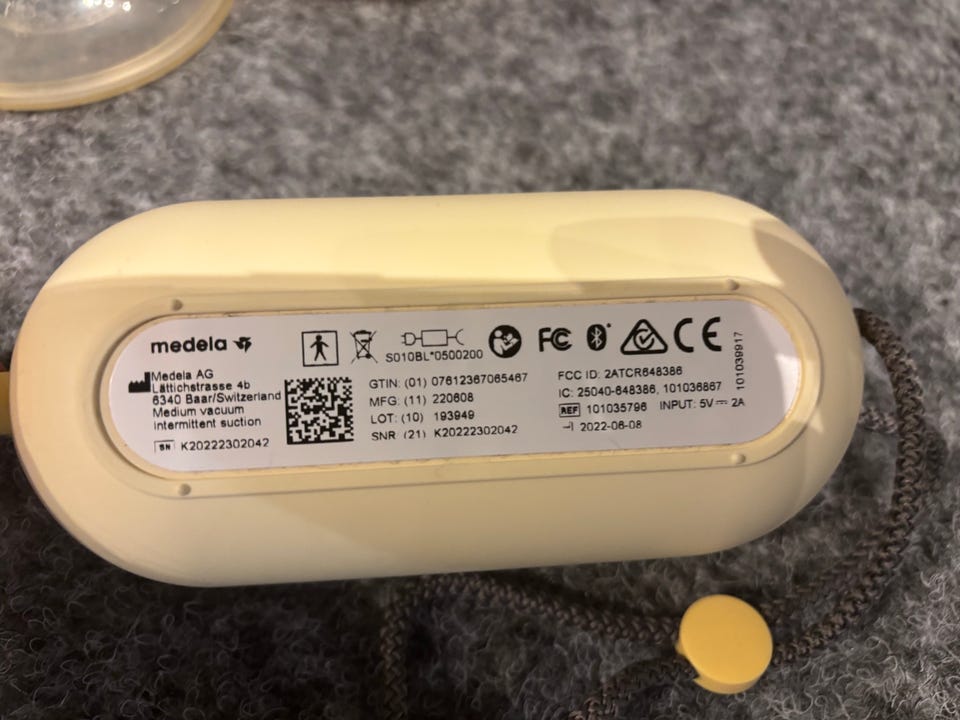 medela
Medela AG
Lättichstrasse 4b
6340 Baar/Switzerland
Medium vacuum
Intermittent suction
SN K20222302042
S010BL*0500200
GTIN: (01) 07612367065467
MFG: (11) 220608
LOT: (10) 193949
SNR (21) K20222302042
FC
CE
FCC ID: 2ATCR648386
IC: 25040-648386, 101036867
REF 101035796 INPUT: 5V⎓2A
2022-06-08
101039917